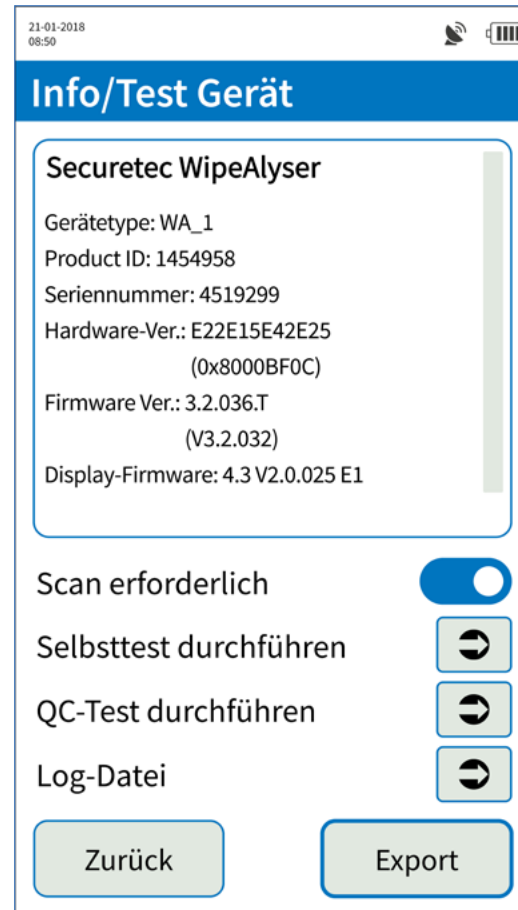 21-01-2018
08:50
Info/Test Gerät
Securetec WipeAlyser
Gerätetype: WA_1
Product ID: 1454958
Seriennummer: 4519299
Hardware-Ver.: E22E15E42E25
(0x8000BF0C)
Firmware Ver.: 3.2.036.T
(V3.2.032)
Display-Firmware: 4.3 V2.0.025 E1
Scan erforderlich
Selbsttest durchführen
QC-Test durchführen
Log-Datei
Zurück
Export